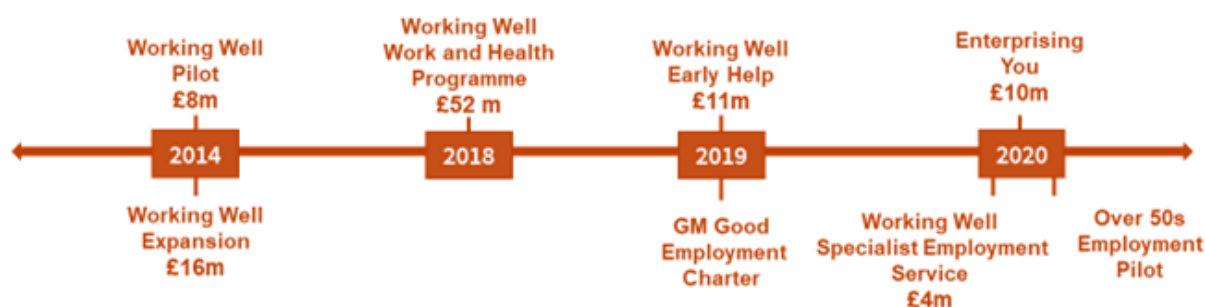 Working Well
Pilot
£8m
Working Well
Work and Health
Programme
£52 m
Working Well
Early Help
£11m
Enterprising
You
£10m
2014
2018
2019
2020
Working Well
Expansion
£16m
GM Good
Employment
Charter
Working Well
Specialist Employment
Service
£4m
Over 50s
Employment
Pilot